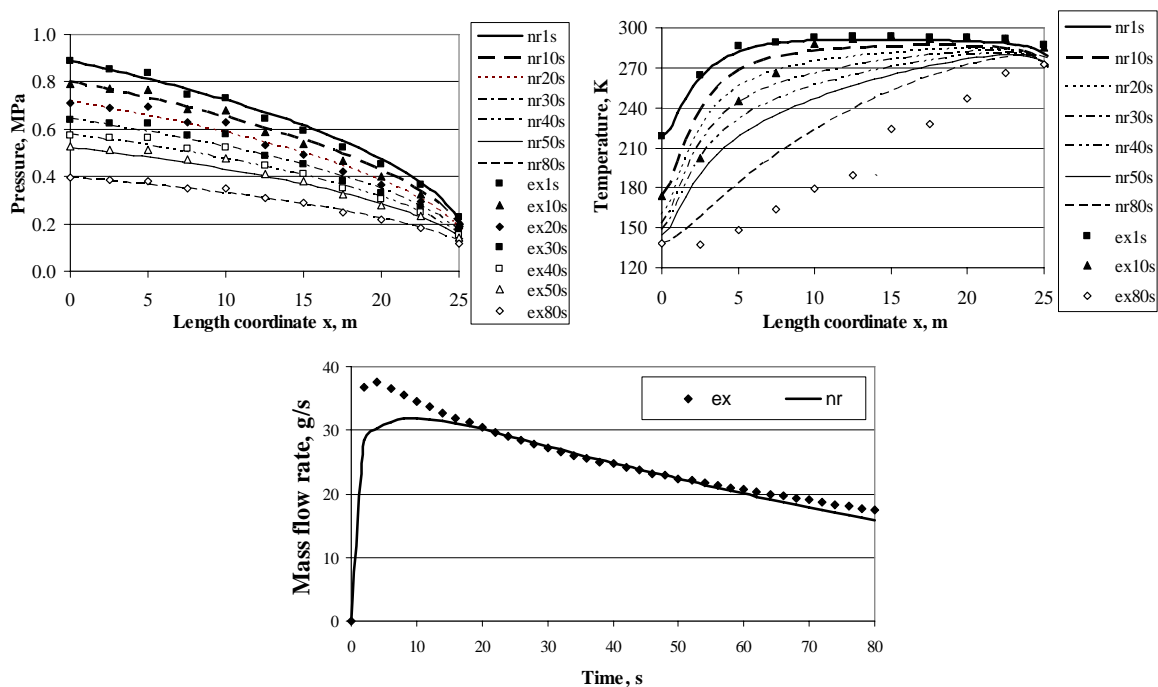 1.0
0.8
0.6
0.4
0.2
0.0
Pressure, MPa
0 5 10 15 20 25
Length coordinate x, m
nr1s
nr10s
nr20s
nr30s
nr40s
nr50s
nr80s
ex1s
ex10s
ex20s
ex30s
ex40s
ex50s
ex80s
300
270
240
210
180
150
120
Temperature, K
0 5 10 15 20 25
Length coordinate x, m
nr1s
nr10s
nr20s
nr30s
nr40s
nr50s
nr80s
ex1s
ex10s
ex80s
40
30
20
10
0
Mass flow rate, g/s
ex nr
0 10 20 30 40 50 60 70 80
Time, s